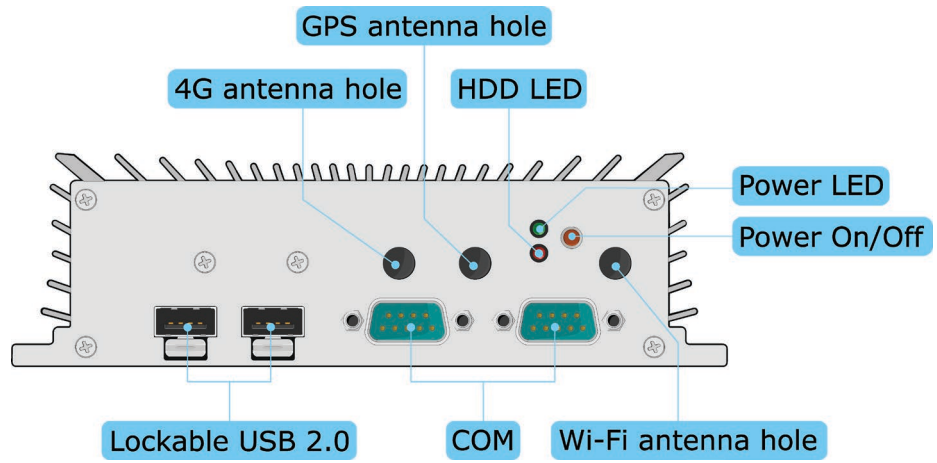 GPS antenna hole
4G antenna hole
HDD LED
Power LED
Power On/Off
Lockable USB 2.0
COM
Wi-Fi antenna hole